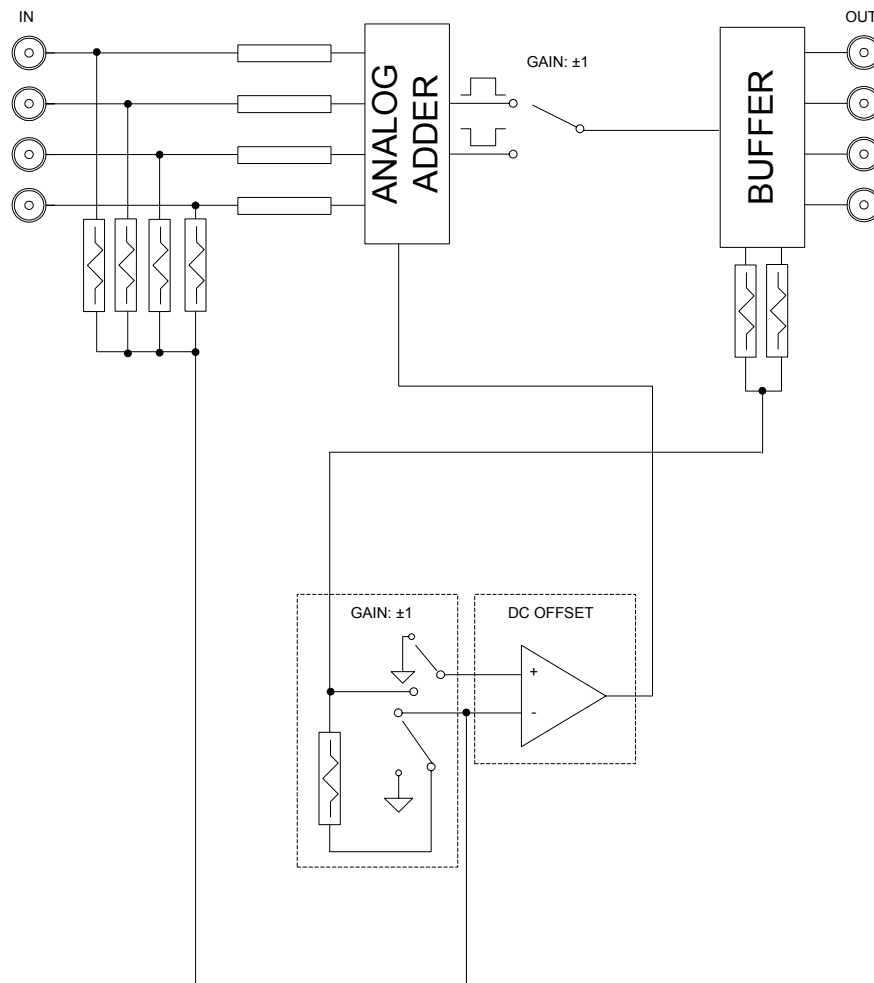 IN
OUT
ANALOG
ADDER
GAIN: ±1
BUFFER
GAIN: ±1
DC OFFSET
+
-